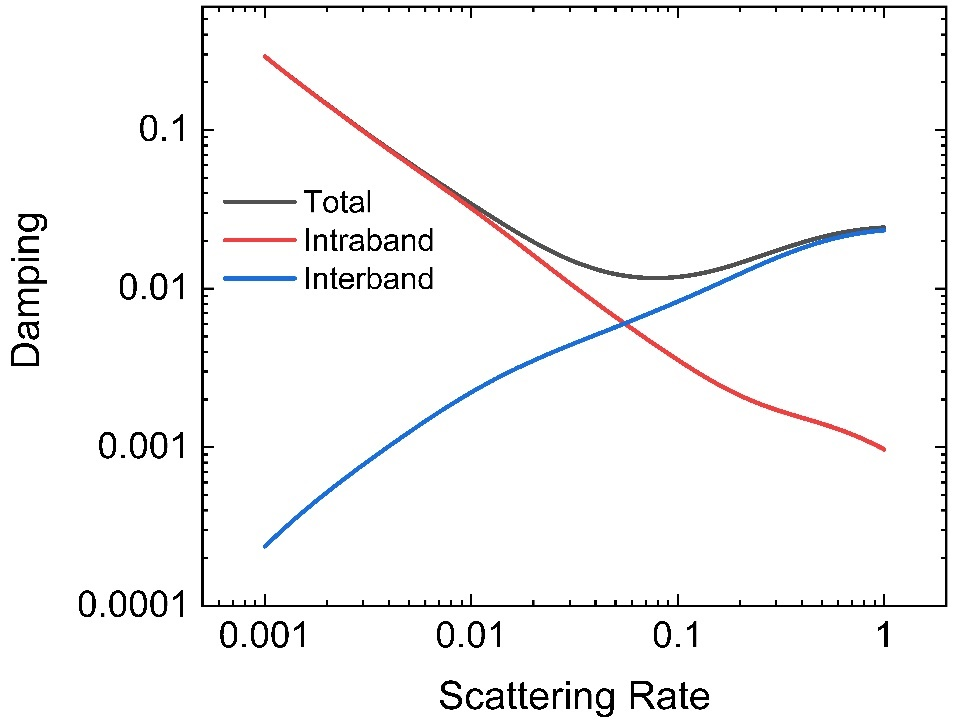 0.1
0.01
0.001
0.0001
Damping
Total
Intraband
Interband
0.001
0.01
0.1
1
Scattering Rate